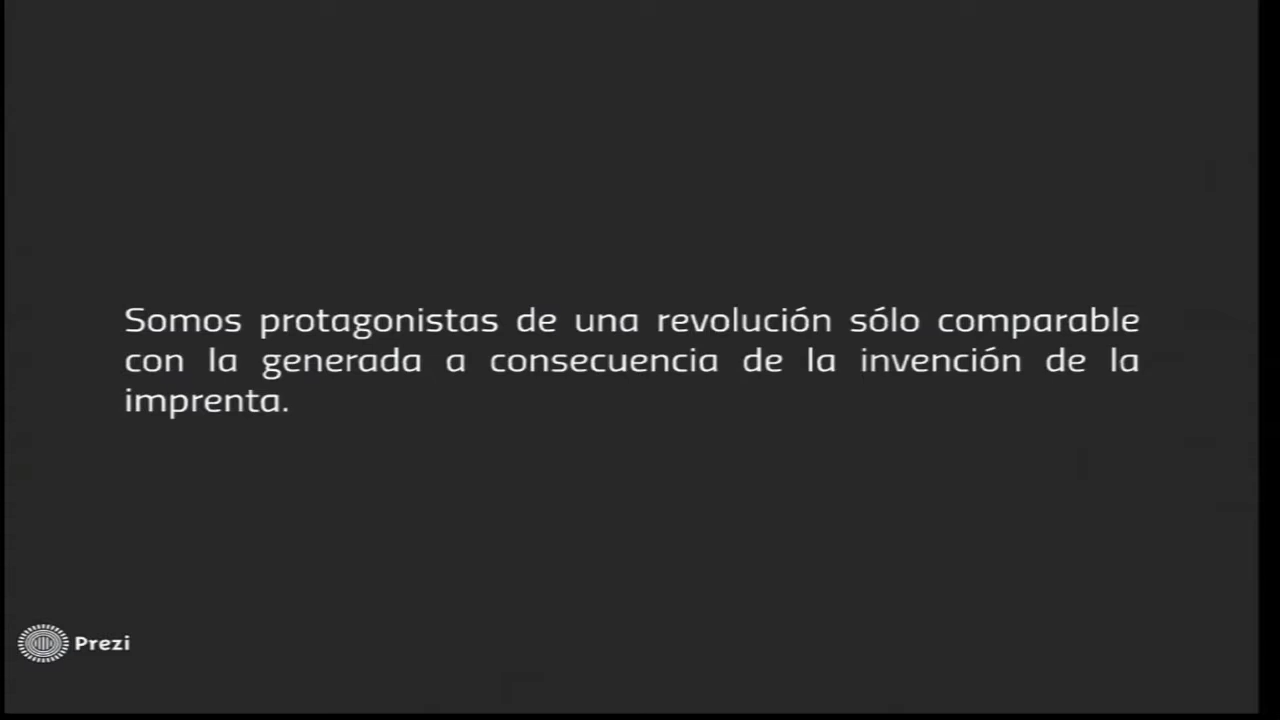 Somos protagonistas de una revolución sólo comparable
con la generada a consecuencia de la invención de la
imprenta.
Prezi